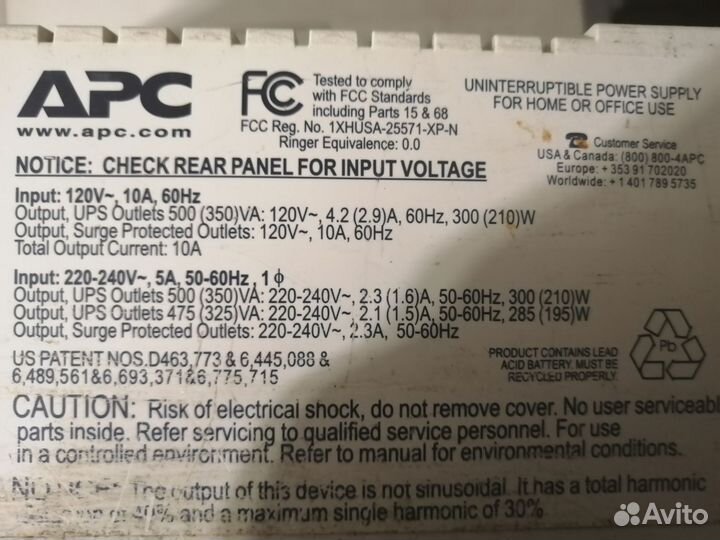 APC
www.apc.com
FC
Tested to comply
with FCC Standards
including Parts 15 & 68
FCC Reg. No. 1XHUSA-25571-XP-N
Ringer Equivalence: 0.0
UNINTERRUPTIBLE POWER SUPPLY
FOR HOME OR OFFICE USE
Customer Service
USA & Canada: (800) 800-4APC
Europe: + 353 91 702020
Worldwide: + 1 401 789 5735
NOTICE: CHECK REAR PANEL FOR INPUT VOLTAGE
Input: 120V~, 10A, 60Hz
Output, UPS Outlets 500 (350)VA: 120V~, 4.2 (2.9)A, 60Hz, 300 (210)W
Output, Surge Protected Outlets: 120V~, 10A, 60Hz
Total Output Current: 10A
Input: 220-240V~, 5A, 50-60Hz, 1ϕ
Output, UPS Outlets 500 (350)VA: 220-240V~, 2.3 (1.6)A, 50-60Hz, 300 (210)W
Output, UPS Outlets 475 (325)VA: 220-240V~, 2.1 (1.5)A, 50-60Hz, 285 (195)W
Output, Surge Protected Outlets: 220-240V~, 2.3A, 50-60Hz
US PATENT NOS.D463,773 & 6,445,088 &
6,489,561&6,693,371&6,775,715
PRODUCT CONTAINS LEAD
ACID BATTERY. MUST BE
RECYCLED PROPERLY.
Pb
CAUTION: Risk of electrical shock, do not remove cover. No user serviceable
parts inside. Refer servicing to qualified service personnel. For use
in a controlled environment. Refer to manual for environmental conditions.
The output of this device is not sinusoidal. It has a total harmonic
of 40% and a maximum single harmonic of 30%.
Avito